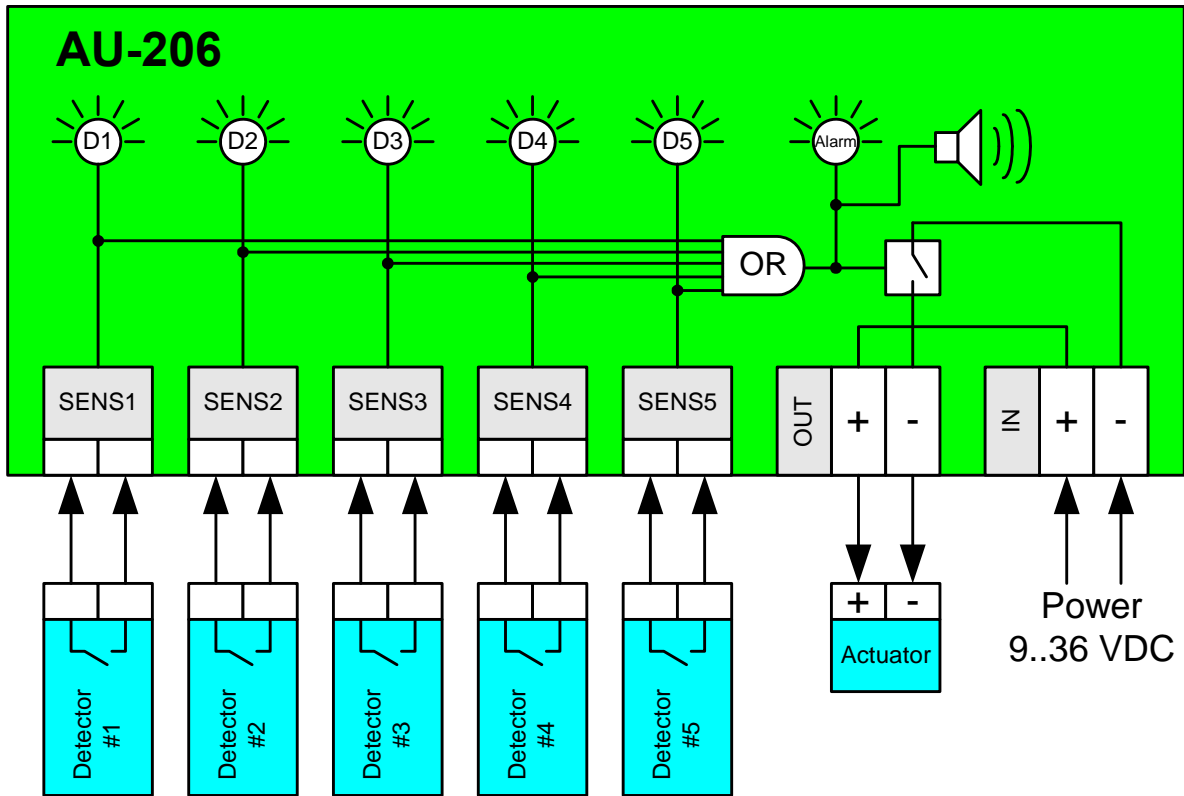 AU-206
D1
D2
D3
D4
D5
Alarm
OR
SENS1
SENS2
SENS3
SENS4
SENS5
OUT
+
-
IN
+
-
+
-
Actuator
Power
9..36 VDC
Detector
#1
Detector
#2
Detector
#3
Detector
#4
Detector
#5